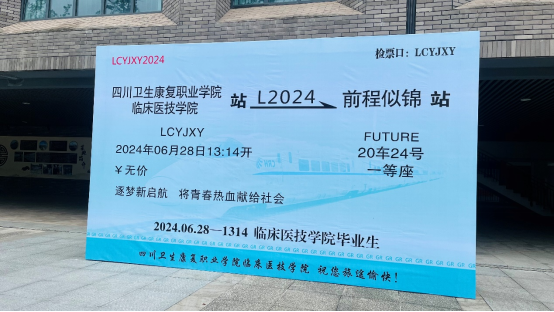 LCYJXY2024
检票口:LCYJXY
四川卫生康复职业学院
临床医技学院
站 L2024 前程似锦 站
LCYJXY
FUTURE
2024年06月28日13:14开
20车24号
￥无价
一等座
逐梦新启航 将青春热血献给社会
2024.06.28—1314 临床医技学院毕业生
四川卫生康复职业学院临床医技学院 祝您旅途愉快!